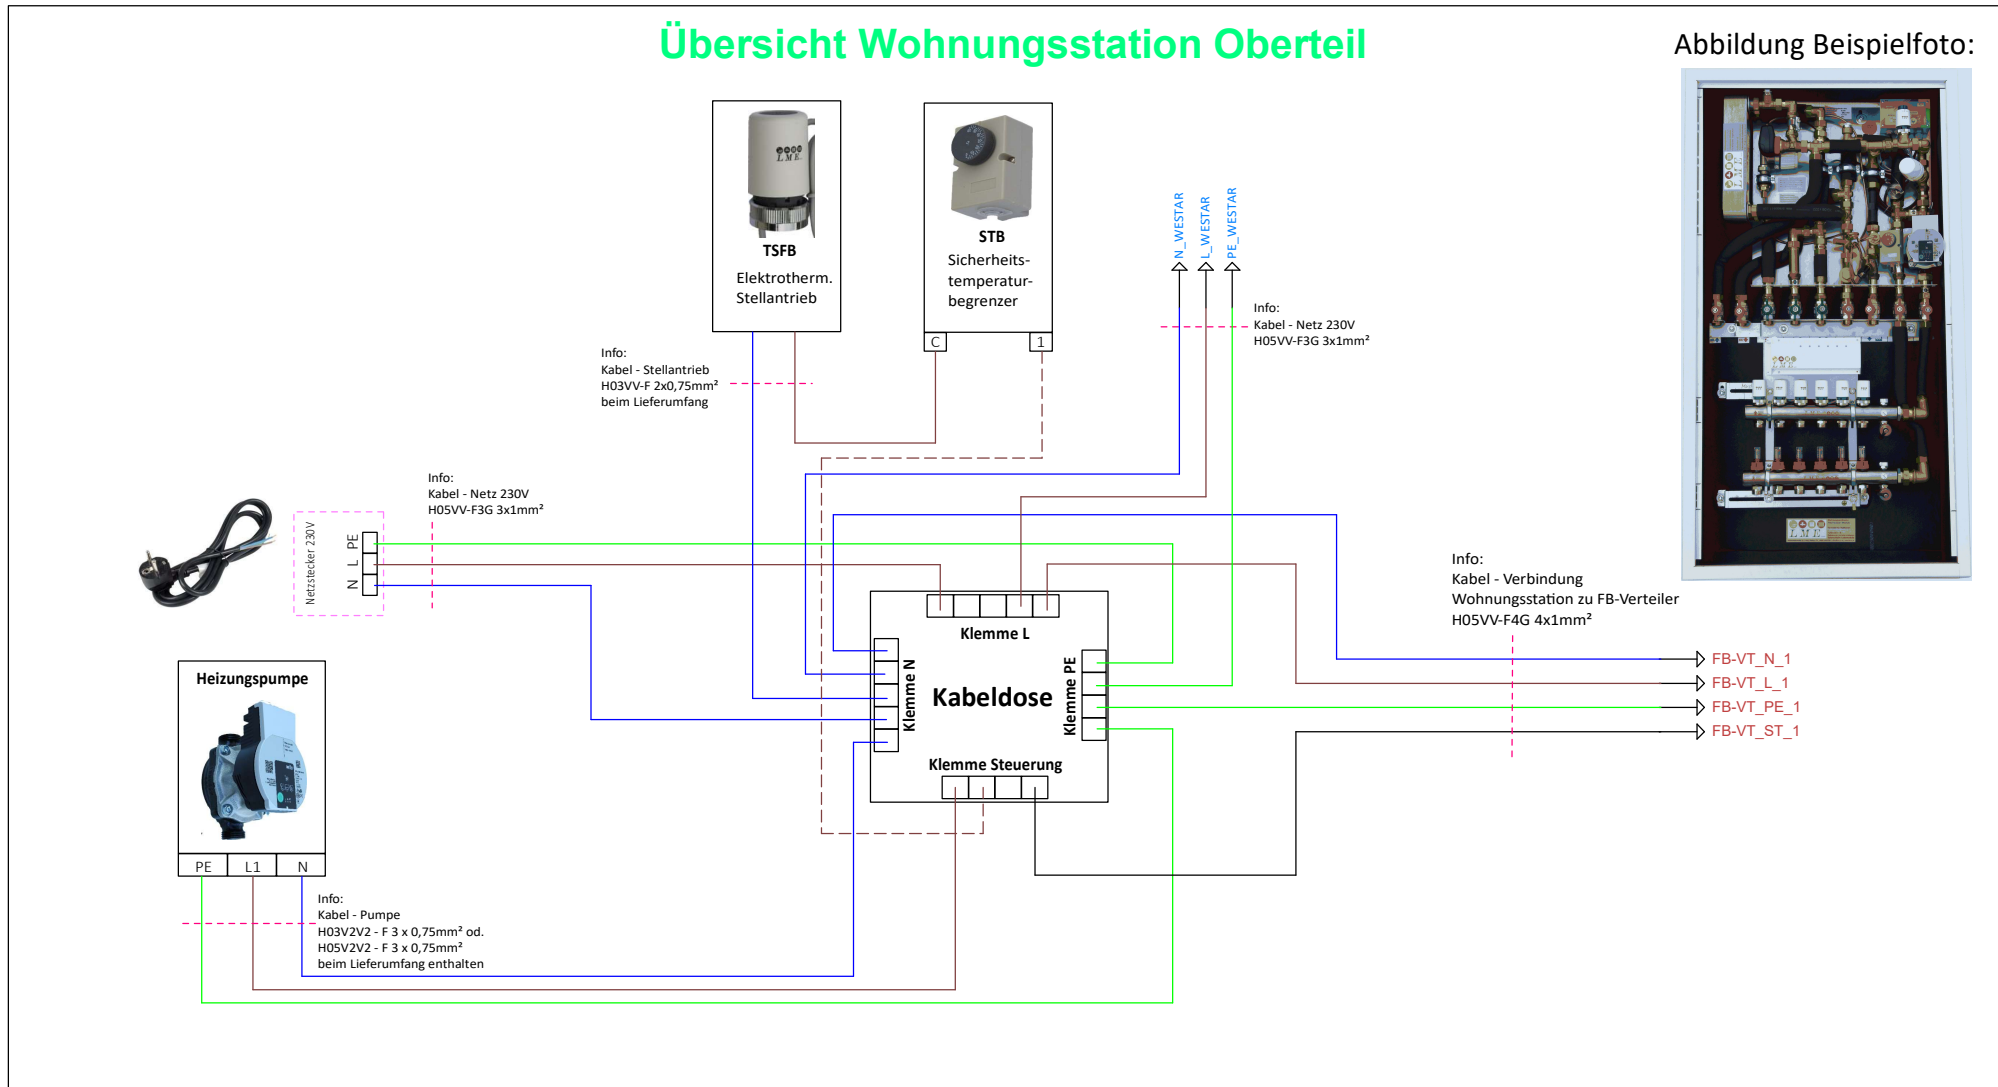 Übersicht Wohnungsstation Oberteil
Abbildung Beispielfoto:
LME
TSFB
Elektrotherm.
Stellantrieb
STB
Sicherheits-
temperatur-
begrenzer
C
1
N_WESTAR
L_WESTAR
PE_WESTAR
Info:
Kabel - Netz 230V
H05VV-F3G 3x1mm²
Info:
Kabel - Stellantrieb
H03VV-F 2x0,75mm²
beim Lieferumfang
Info:
Kabel - Netz 230V
H05VV-F3G 3x1mm²
Netzstecker 230V
PE
L
N
Info:
Kabel - Verbindung
Wohnungsstation zu FB-Verteiler
H05VV-F4G 4x1mm²
Klemme L
Klemme N
Kabeldose
Klemme PE
Klemme Steuerung
FB-VT_N_1
FB-VT_L_1
FB-VT_PE_1
FB-VT_ST_1
Heizungspumpe
PE
L1
N
Info:
Kabel - Pumpe
H03V2V2 - F 3 x 0,75mm² od.
H05V2V2 - F 3 x 0,75mm²
beim Lieferumfang enthalten
LME
LME